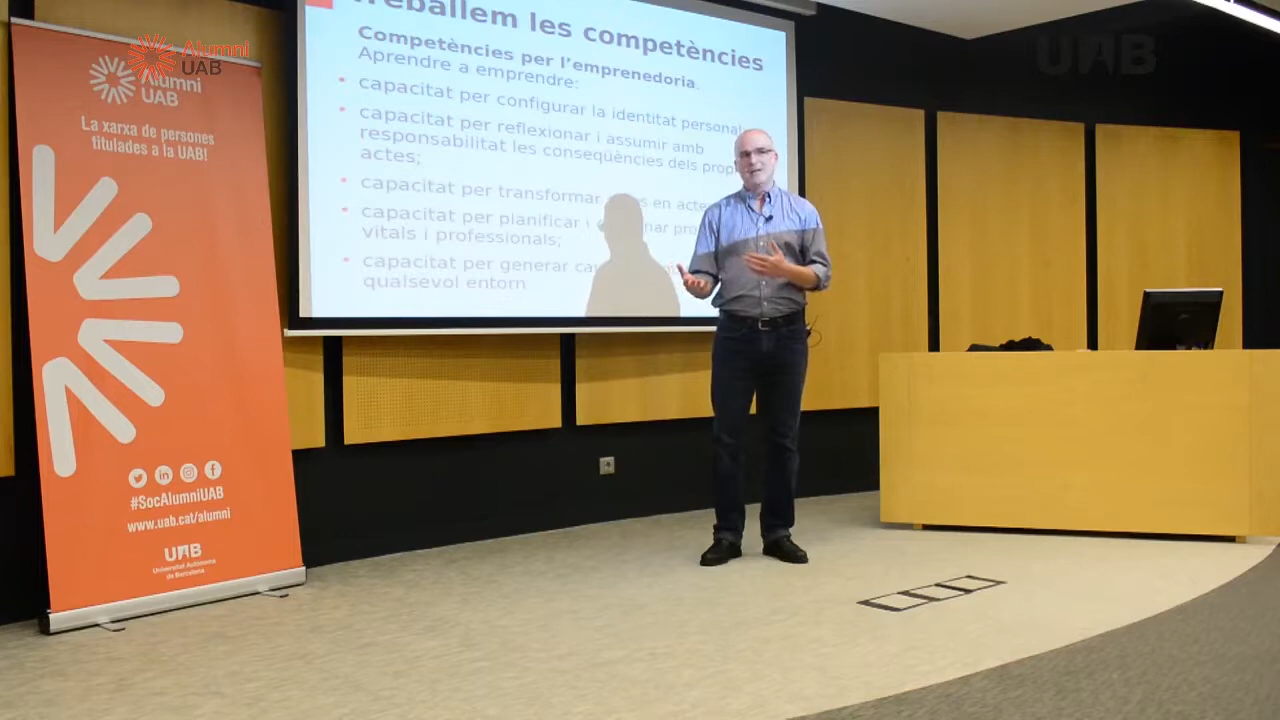 Alumni
UAB
Alumni
UAB
La xarxa de persones
titulades a la UAB!
#SocAlumniUAB
www.uab.cat/alumni
UAB
Universitat Autònoma
de Barcelona
Treballem les competències
Competències per l'emprenedoria.
Aprendre a emprendre:
capacitat per configurar la identitat personal
capacitat per reflexionar i assumir amb
responsabilitat les conseqüències dels
actes;
capacitat per transformar en
capacitat per planificar i
vitals i professionals;
capacitat per generar
qualsevol entorn
UAB